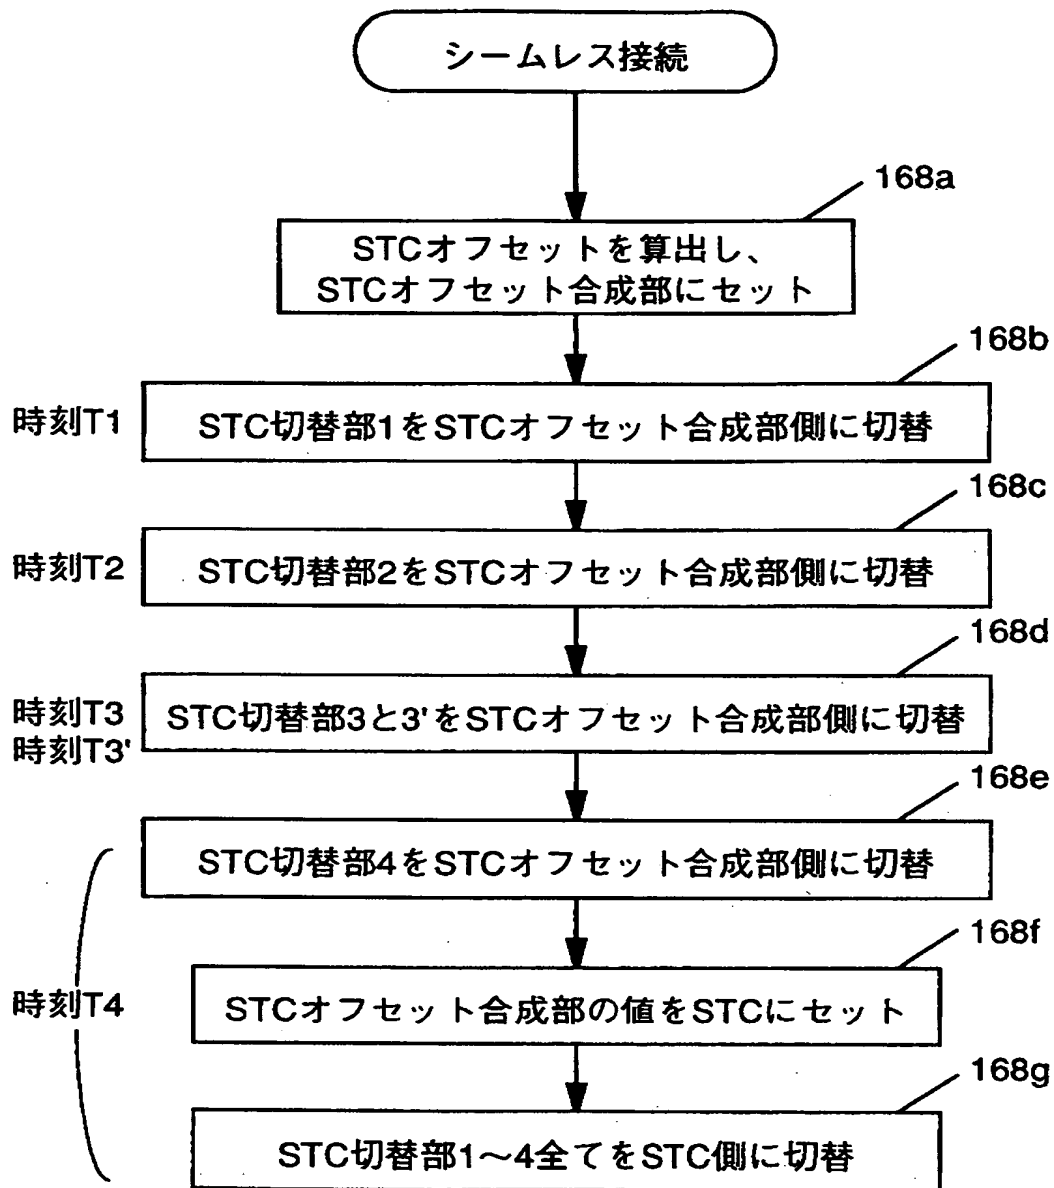 シームレス接続
168a
STCオフセットを算出し、
STCオフセット合成部にセット
168b
時刻T1
STC切替部1をSTCオフセット合成部側に切替
168c
時刻T2
STC切替部2をSTCオフセット合成部側に切替
168d
時刻T3
時刻T3'
STC切替部3と3'をSTCオフセット合成部側に切替
168e
STC切替部4をSTCオフセット合成部側に切替
168f
時刻T4
STCオフセット合成部の値をSTCにセット
168g
STC切替部1～4全てをSTC側に切替